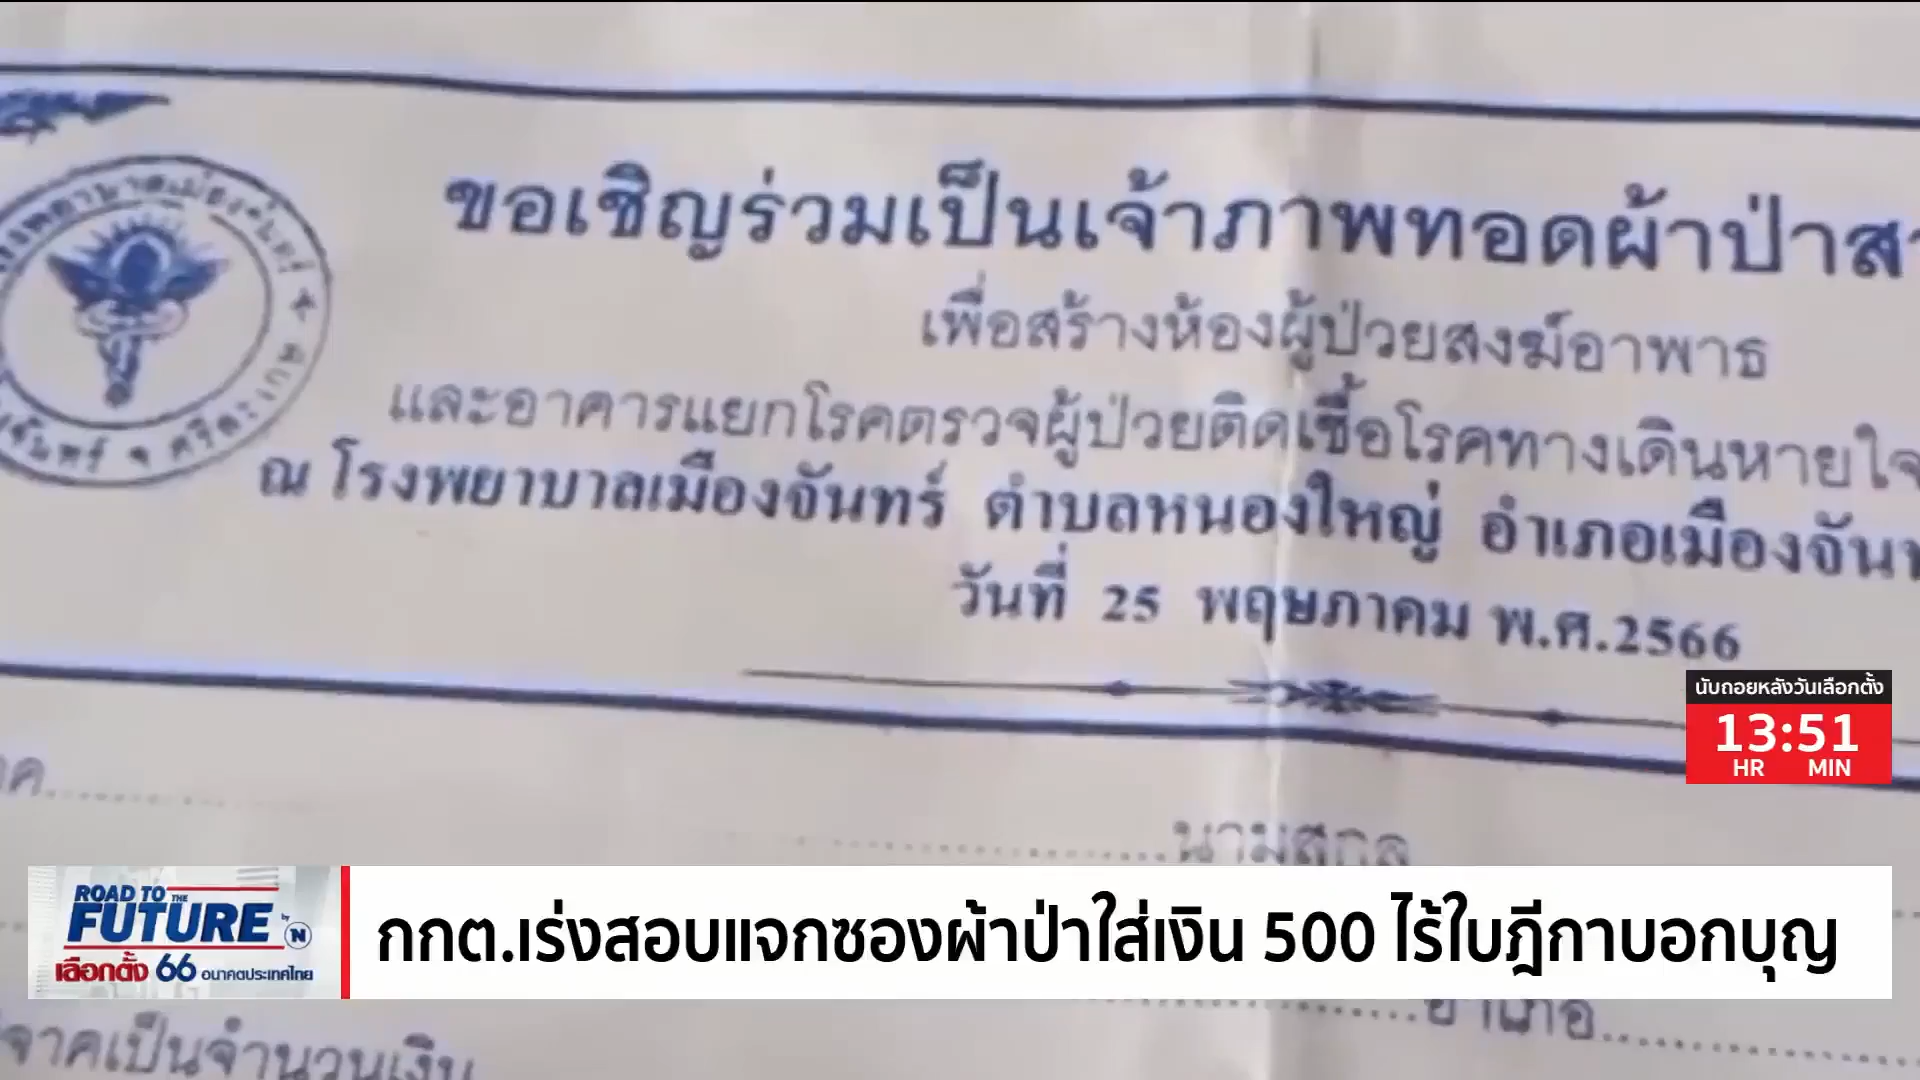 ขอเชิญร่วมเป็นเจ้าภาพทอดผ้าป่าส
เพื่อสร้างห้องผู้ป่วยสงฆ์อาพาธ
และอาคารแยกโรคตรวจผู้ป่วยติดเชื้อโรคทางเดินหายใจ
ณ โรงพยาบาลเมืองจันทร์ ตำบลหนองใหญ่ อำเภอเมืองจัน
วันที่ 25 พฤษภาคม พ.ศ.2566
นับถอยหลังวันเลือกตั้ง
13:51
HR MIN
นามสกุล
ROAD TO THE
FUTURE by N
เลือกตั้ง 66 อนาคตประเทศไทย
กกต.เร่งสอบแจกซองผ้าป่าใส่เงิน 500 ไร้ใบฎีกาบอกบุญ
อำเภอ
จาคเป็นจำนวนเงิน